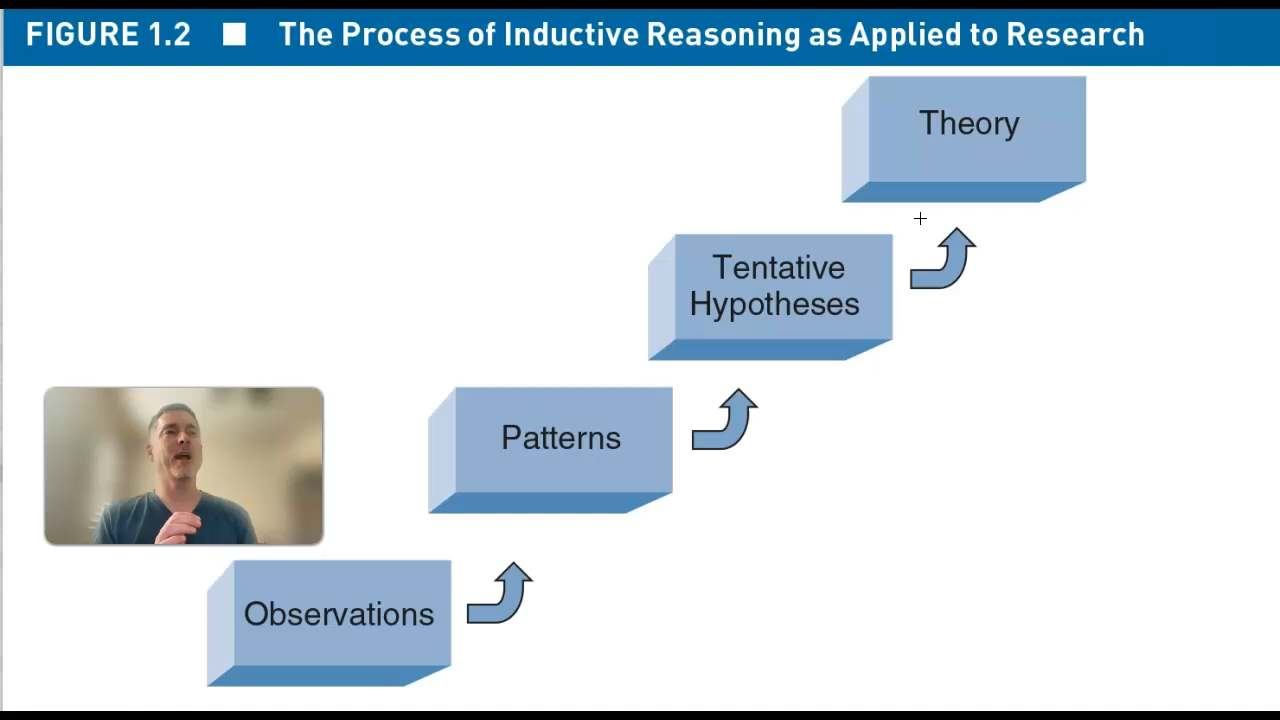 FIGURE 1.2 ■ The Process of Inductive Reasoning as Applied to Research
Theory
Tentative
Hypotheses
Patterns
Observations